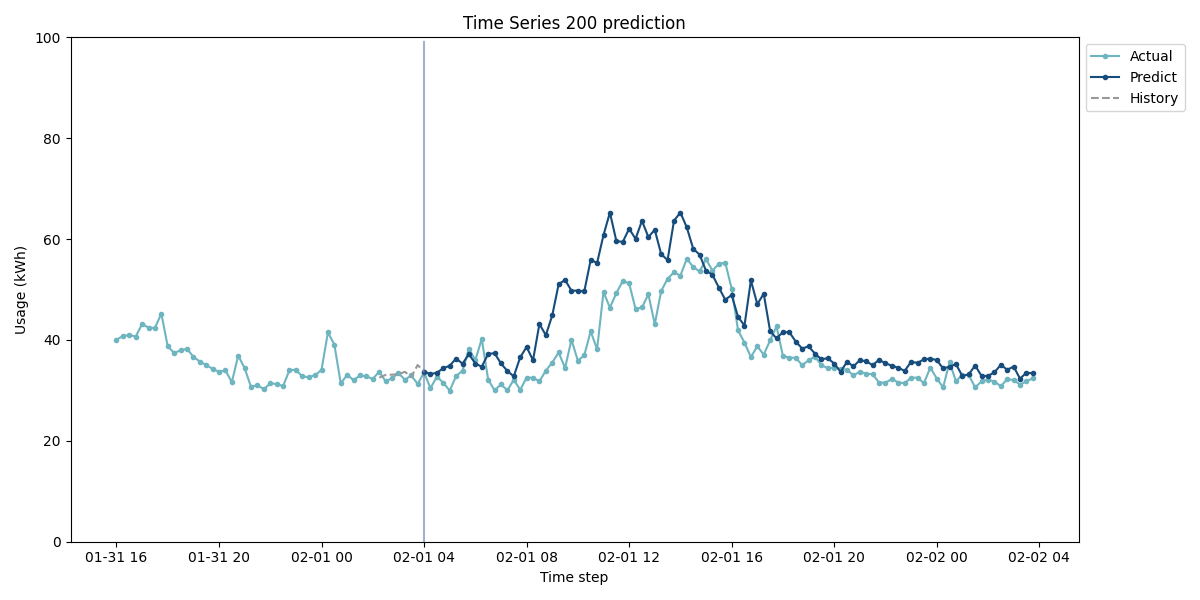 Time Series 200 prediction
100
80
60
40
20
0
Usage (kWh)
01-31 16
01-31 20
02-01 00
02-01 04
02-01 08
02-01 12
02-01 16
02-01 20
02-02 00
02-02 04
Time step
Actual
Predict
History